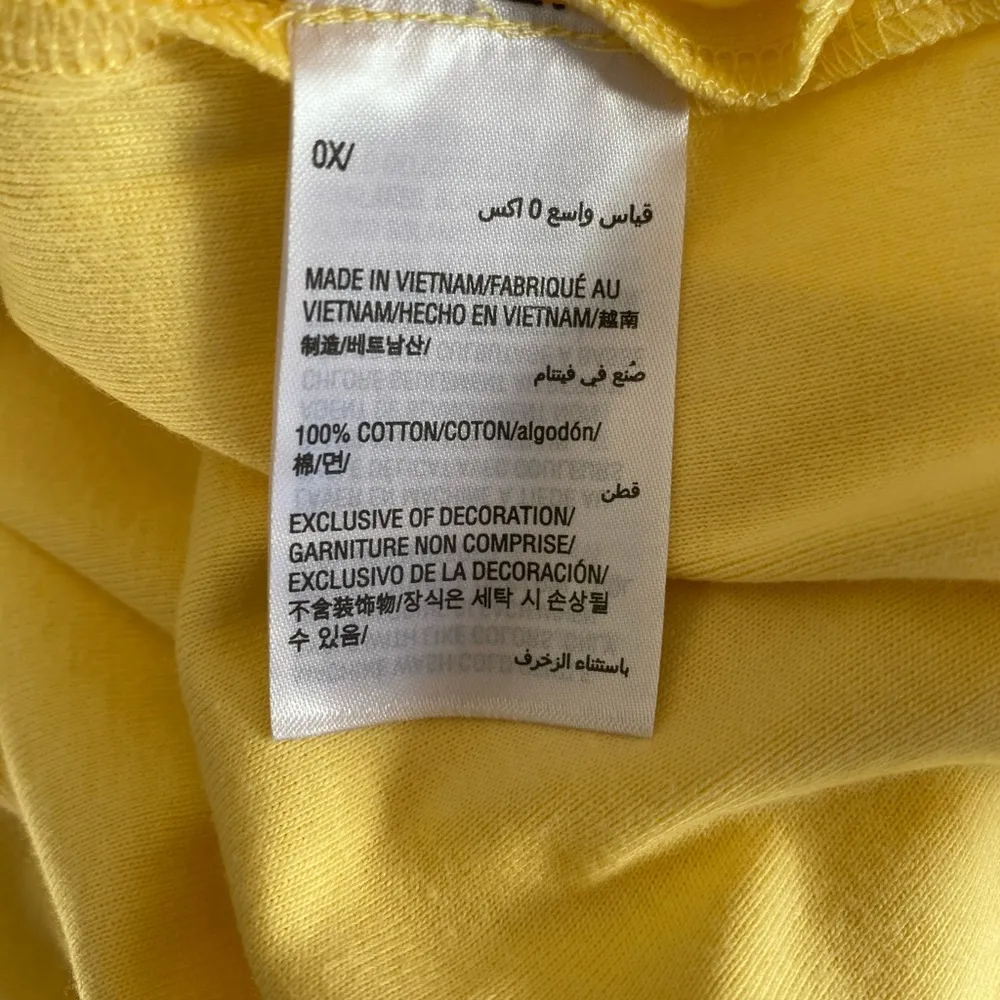 0X/
قياس واسع 0 اكس
MADE IN VIETNAM/FABRIQUÉ AU
VIETNAM/HECHO EN VIETNAM/越南
制造/베트남산/
صُنع في فيتنام
100% COTTON/COTON/algodón/
棉/면/
قطن
EXCLUSIVE OF DECORATION/
GARNITURE NON COMPRISE/
EXCLUSIVO DE LA DECORACIÓN/
不含装饰物/장식은 세탁 시 손상될
수 있음/
باستثناء الزخرف